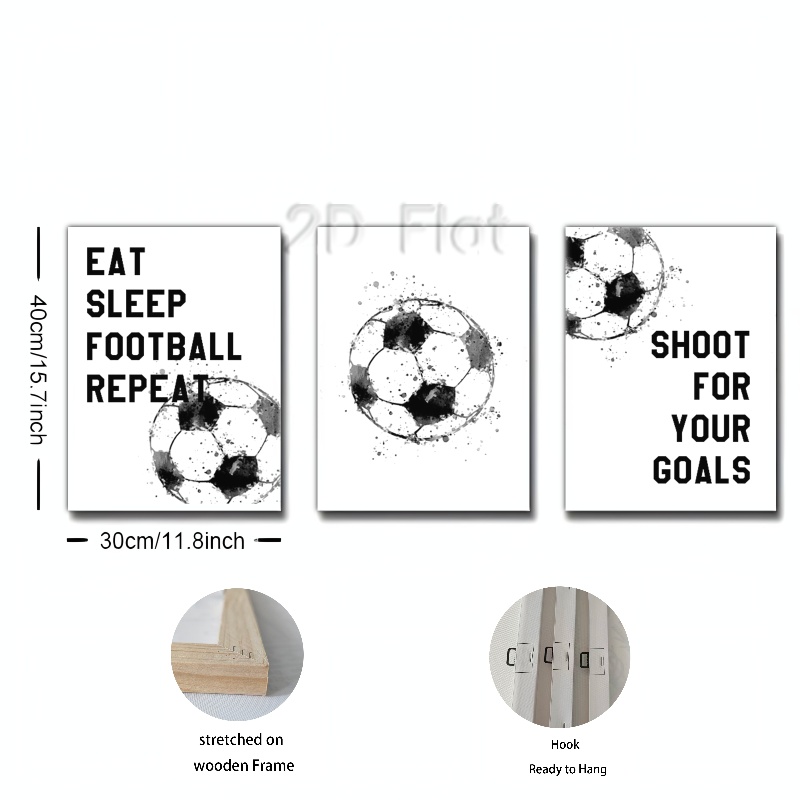 2D Flat
EAT
SLEEP
FOOTBALL
REPEAT
SHOOT
FOR
YOUR
GOALS
40cm/15.7inch
30cm/11.8inch
stretched on
wooden Frame
Hook
Ready to Hang